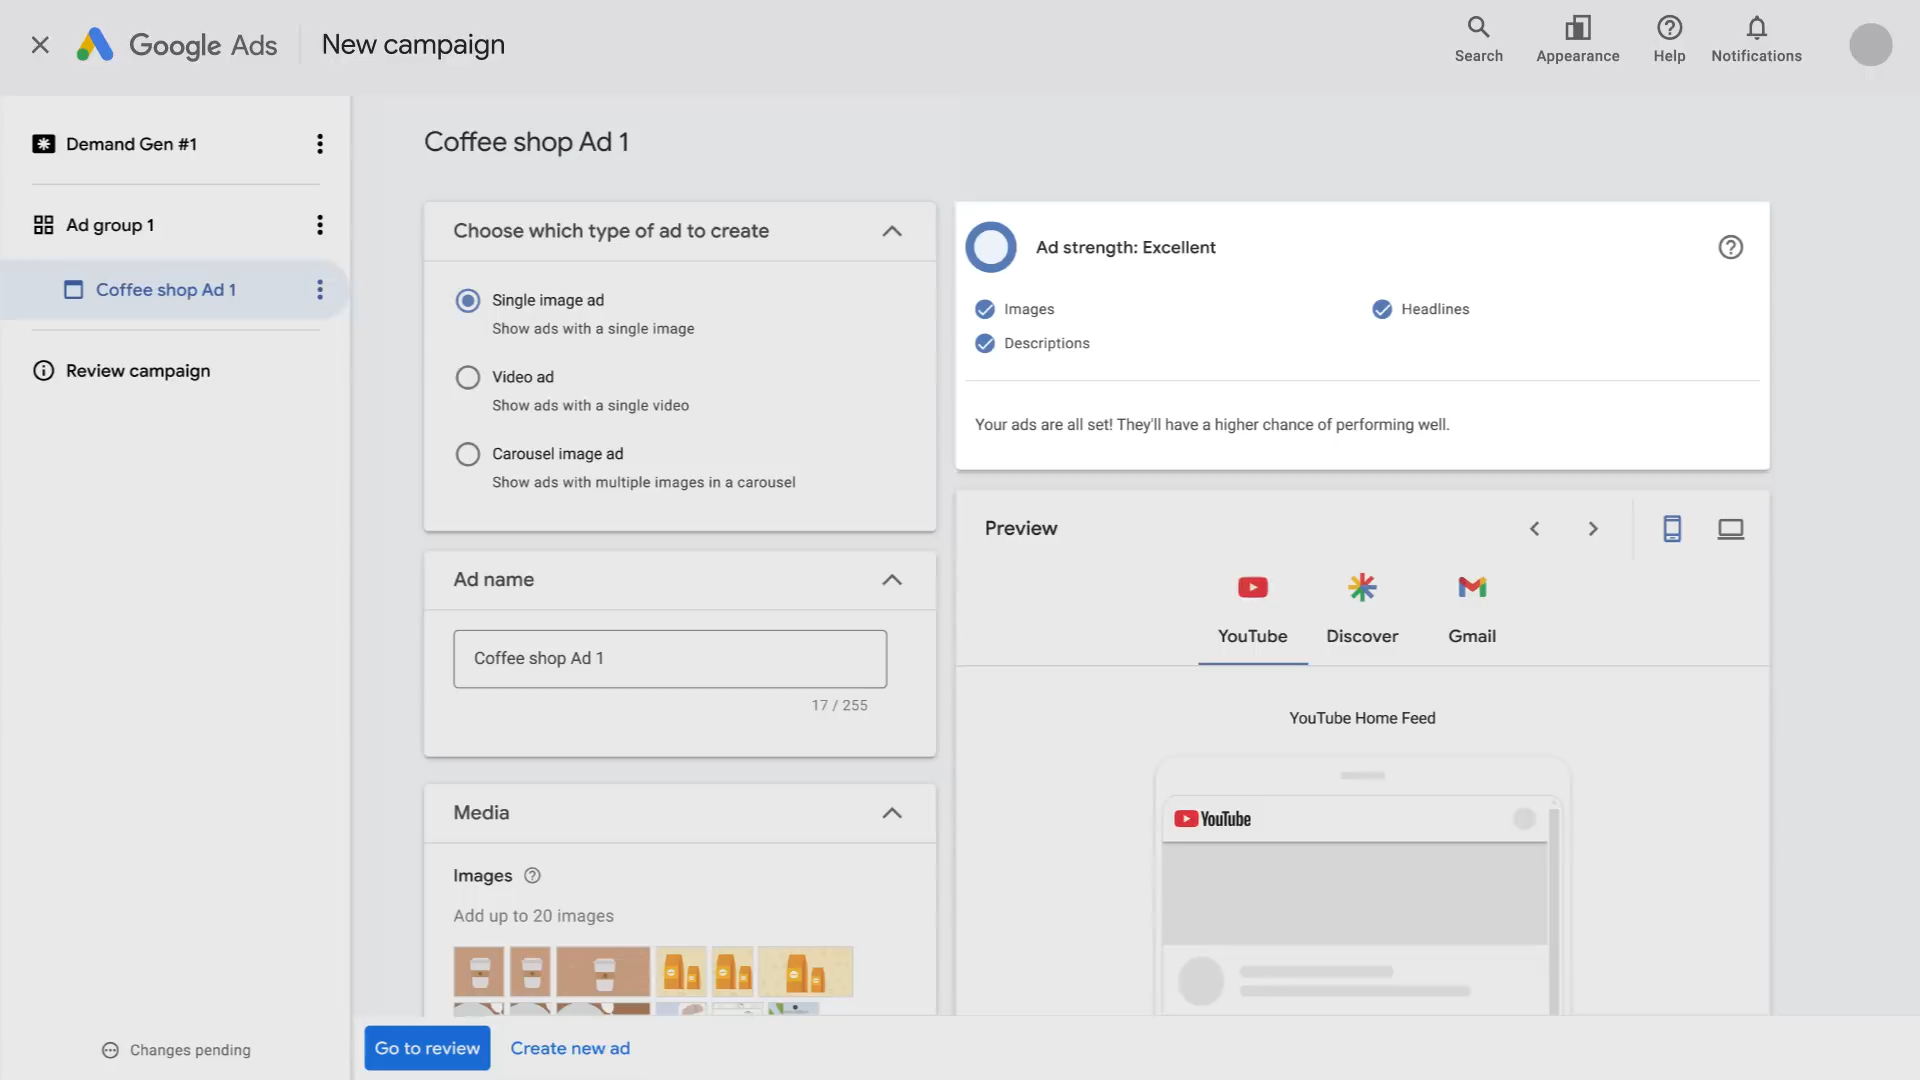 Google Ads
New campaign
Search
Appearance
Help
Notifications
Demand Gen #1
Ad group 1
Coffee shop Ad 1
Review campaign
Changes pending
Coffee shop Ad 1
Choose which type of ad to create
Single image ad
Show ads with a single image
Video ad
Show ads with a single video
Carousel image ad
Show ads with multiple images in a carousel
Ad name
Coffee shop Ad 1
17 / 255
Media
Images
Add up to 20 images
Ad strength: Excellent
Images
Headlines
Descriptions
Your ads are all set! They'll have a higher chance of performing well.
Preview
YouTube
Discover
Gmail
YouTube Home Feed
YouTube
Go to review
Create new ad